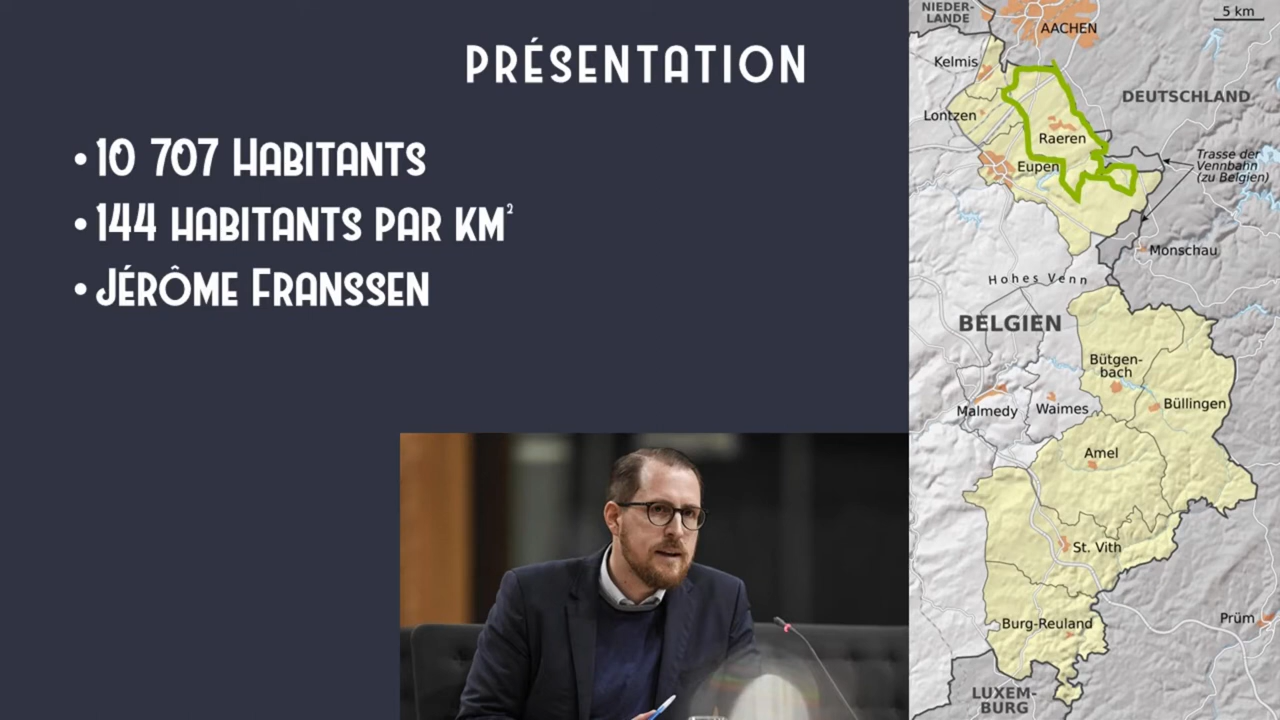 PRÉSENTATION
• 10 707 HABITANTS
• 144 HABITANTS PAR KM²
• JÉRÔME FRANSSEN
NIEDER-
LANDE
5 km
AACHEN
Kelmis
DEUTSCHLAND
Lontzen
Raeren
Eupen
Trasse der
Vennbahn
(zu Belgien)
Monschau
Hohes Venn
BELGIEN
Bütgen-
bach
Büllingen
Malmedy
Waimes
Amel
St. Vith
Burg-Reuland
Prüm
LUXEM-
BURG